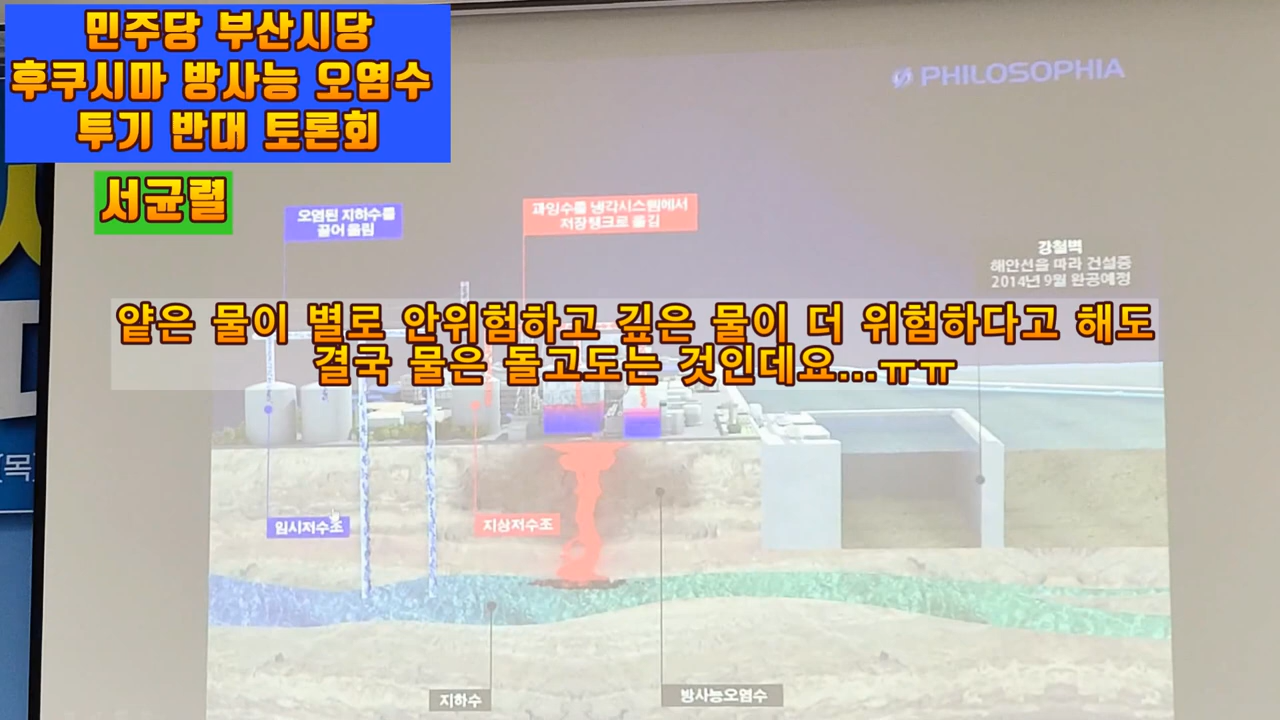 민주당 부산시당
후쿠시마 방사능 오염수
투기 반대 토론회
서균렬
PHILOSOPHIA
오염된 지하수를
끌어 올림
과잉수를 냉각시스템에서
저장탱크로 옮김
강철벽
해안선을 따라 건설중
2014년 9월 완공예정
얕은 물이 별로 안위험하고 깊은 물이 더 위험하다고 해도
결국 물은 돌고도는 것인데요...ㅠㅠ
임시저수조
지상저수조
(목)
지하수
방사능오염수